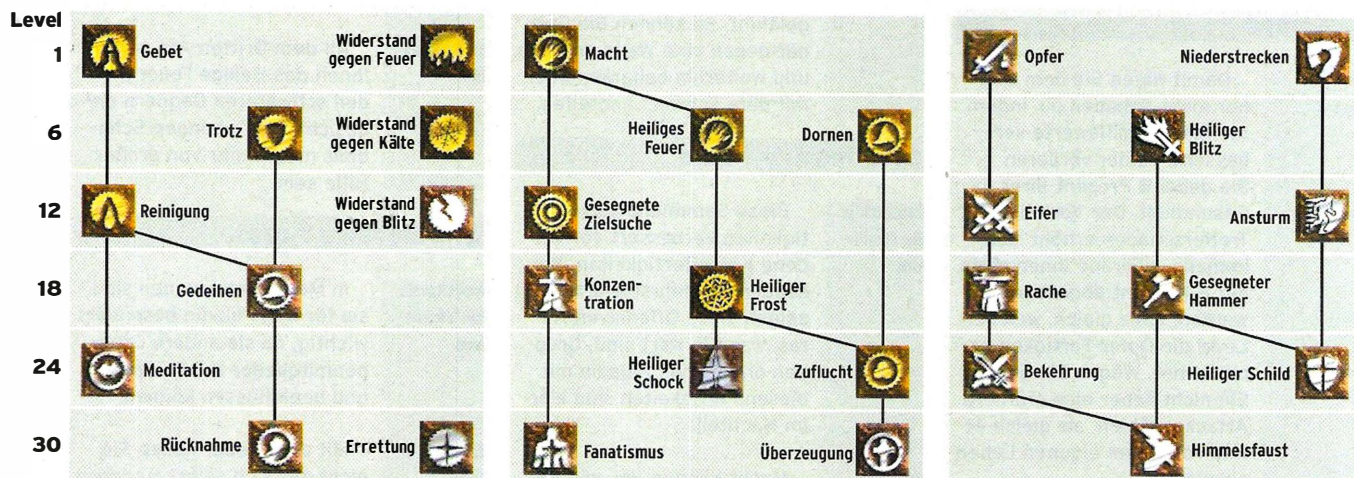 Level
1
Gebet
Widerstand
gegen Feuer
Macht
Opfer
Niederstrecken
6
Trotz
Widerstand
gegen Kälte
Heiliges
Feuer
Dornen
Heiliger
Blitz
12
Reinigung
Widerstand
gegen Blitz
Gesegnete
Zielsuche
Eifer
Ansturm
18
Gedeihen
Konzen-
tration
Heiliger
Frost
Rache
Gesegneter
Hammer
24
Meditation
Heiliger
Schock
Zuflucht
Bekehrung
Heiliger Schild
30
Rücknahme
Errettung
Fanatismus
Überzeugung
Himmelsfaust